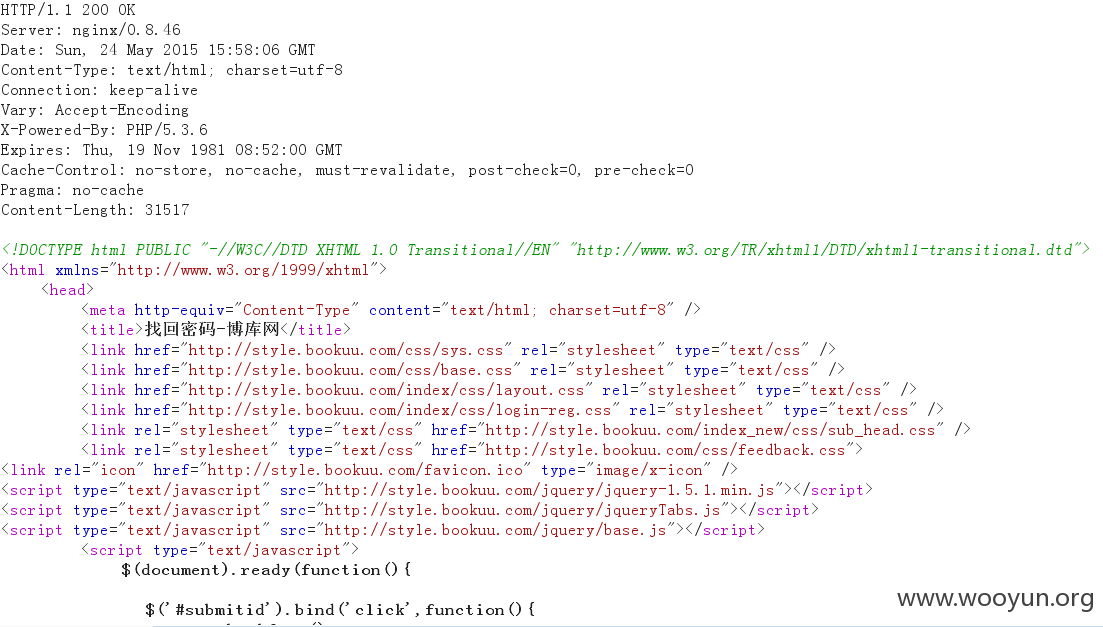 HTTP/1.1 200 OK
Server: nginx/0.8.46
Date: Sun, 24 May 2015 15:58:06 GMT
Content-Type: text/html; charset=utf-8
Connection: keep-alive
Vary: Accept-Encoding
X-Powered-By: PHP/5.3.6
Expires: Thu, 19 Nov 1981 08:52:00 GMT
Cache-Control: no-store, no-cache, must-revalidate, post-check=0, pre-check=0
Pragma: no-cache
Content-Length: 31517
<!DOCTYPE html PUBLIC "-//W3C//DTD XHTML 1.0 Transitional//EN" "http://www.w3.org/TR/xhtml1/DTD/xhtml1-transitional.dtd">
<html xmlns="http://www.w3.org/1999/xhtml">
<head>
<meta http-equiv="Content-Type" content="text/html; charset=utf-8" />
<title>找回密码-博库网</title>
<link href="http://style.bookuu.com/css/sys.css" rel="stylesheet" type="text/css" />
<link href="http://style.bookuu.com/css/base.css" rel="stylesheet" type="text/css" />
<link href="http://style.bookuu.com/index/css/layout.css" rel="stylesheet" type="text/css" />
<link href="http://style.bookuu.com/index/css/login-reg.css" rel="stylesheet" type="text/css" />
<link rel="stylesheet" type="text/css" href="http://style.bookuu.com/index_new/css/sub_head.css" />
<link rel="stylesheet" type="text/css" href="http://style.bookuu.com/css/feedback.css">
<link rel="icon" href="http://style.bookuu.com/favicon.ico" type="image/x-icon" />
<script type="text/javascript" src="http://style.bookuu.com/jquery/jquery-1.5.1.min.js"></script>
<script type="text/javascript" src="http://style.bookuu.com/jquery/jqueryTabs.js"></script>
<script type="text/javascript" src="http://style.bookuu.com/jquery/base.js"></script>
<script type="text/javascript">
$(document).ready(function(){
$('#submitid').bind('click',function(){
www.wooyun.org